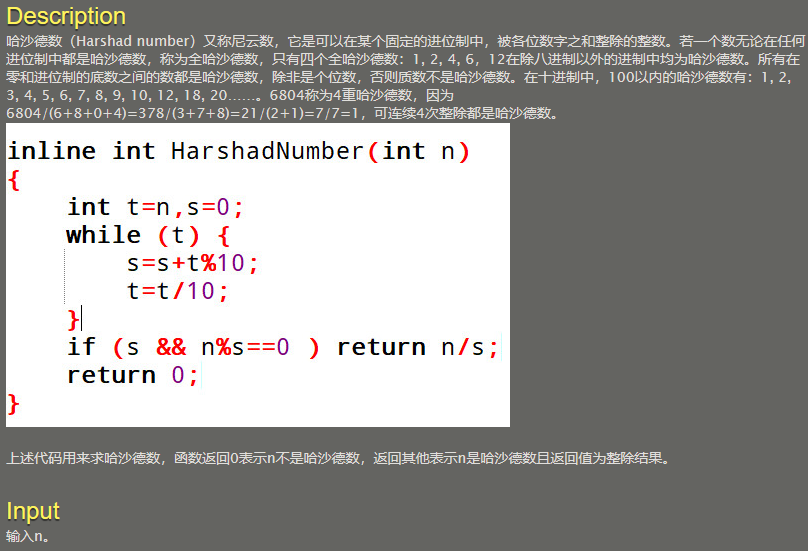 Description
哈沙德数（Harshad number）又称尼云数，它是可以在某个固定的进位制中，被各位数字之和整除的整数。若一个数无论在任何
进位制中都是哈沙德数，称为全哈沙德数，只有四个全哈沙德数：1, 2, 4, 6，12在除八进制以外的进制中均为哈沙德数。所有在
零和进位制的底数之间的数都是哈沙德数，除非是个位数，否则质数不是哈沙德数。在十进制中，100以内的哈沙德数有：1, 2,
3, 4, 5, 6, 7, 8, 9, 10, 12, 18, 20……。6804称为4重哈沙德数，因为
6804/(6+8+0+4)=378/(3+7+8)=21/(2+1)=7/7=1，可连续4次整除都是哈沙德数。
inline int HarshadNumber(int n)
{
    int t=n,s=0;
    while (t) {
        s=s+t%10;
        t=t/10;
    }
    if (s && n%s==0 ) return n/s;
    return 0;
}
上述代码用来求哈沙德数，函数返回0表示n不是哈沙德数，返回其他表示n是哈沙德数且返回值为整除结果。
Input
输入n。